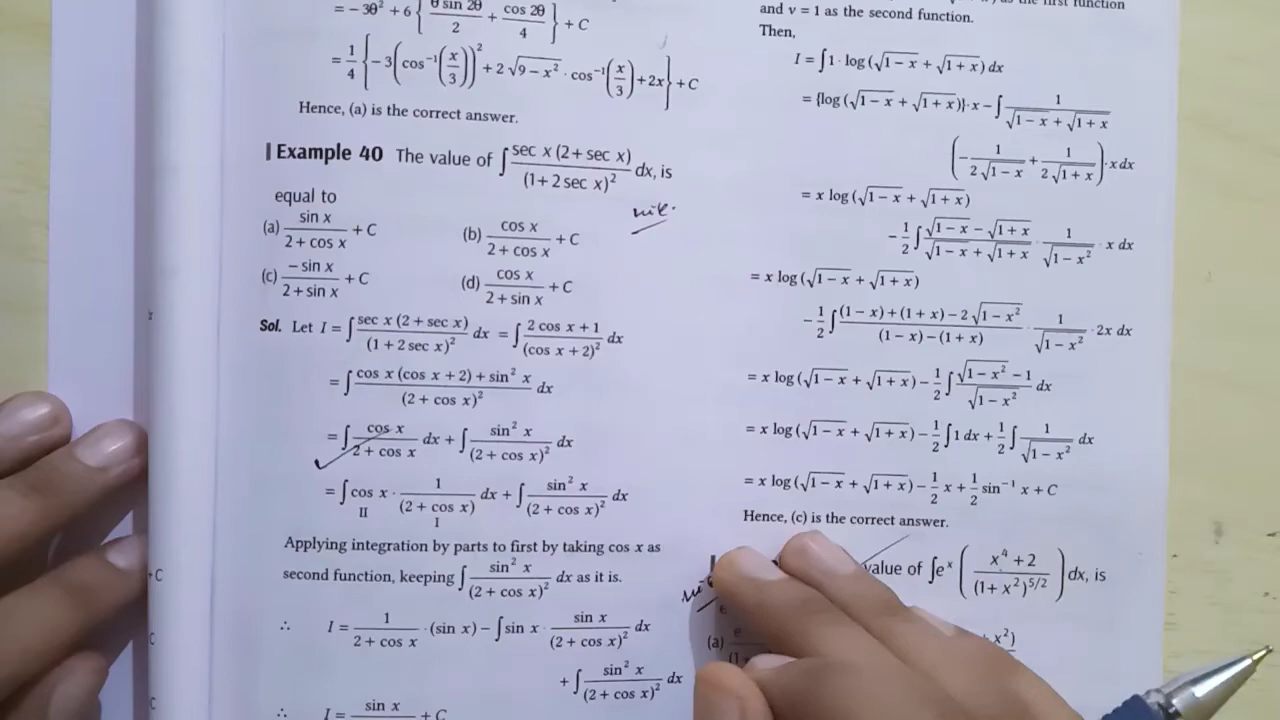 = − 3θ² + 6 { θ sin 2θ / 2 + cos 2θ / 4 } + C
= 1/4 { −3 (cos⁻¹(x/3))² + 2 √(9 − x²) · cos⁻¹(x/3) + 2x } + C
Hence, (a) is the correct answer.
Example 40 The value of ∫ sec x (2 + sec x) / (1 + 2 sec x)² dx, is
equal to
(a) sin x / (2 + cos x) + C
(b) cos x / (2 + cos x) + C
(c) −sin x / (2 + sin x) + C
(d) cos x / (2 + sin x) + C
Sol. Let I = ∫ sec x (2 + sec x) / (1 + 2 sec x)² dx = ∫ (2 cos x + 1) / (cos x + 2)² dx
= ∫ (cos x (cos x + 2) + sin² x) / (2 + cos x)² dx
= ∫ cos x / (2 + cos x) dx + ∫ sin² x / (2 + cos x)² dx
= ∫ cos x · 1 / (2 + cos x) dx + ∫ sin² x / (2 + cos x)² dx
II I
Applying integration by parts to first by taking cos x as
second function, keeping ∫ sin² x / (2 + cos x)² dx as it is.
∴ I = 1 / (2 + cos x) · (sin x) − ∫ sin x · sin x / (2 + cos x)² dx
+ ∫ sin² x / (2 + cos x)² dx
∴ I = sin x + C
first function
and v = 1 as the second function.
Then,
I = ∫ 1 · log (√(1 − x) + √(1 + x)) dx
= {log (√(1 − x) + √(1 + x))} · x − ∫ 1 / (√(1 − x) + √(1 + x))
(− 1 / (2√(1 − x)) + 1 / (2√(1 + x))) · x dx
= x log (√(1 − x) + √(1 + x))
− 1/2 ∫ (√(1 − x) − √(1 + x)) / (√(1 − x) + √(1 + x)) · 1 / √(1 − x²) · x dx
= x log (√(1 − x) + √(1 + x))
− 1/2 ∫ ((1 − x) + (1 + x) − 2 √(1 − x²)) / ((1 − x) − (1 + x)) · 1 / √(1 − x²) · 2x dx
= x log (√(1 − x) + √(1 + x)) − 1/2 ∫ (√(1 − x²) − 1) / √(1 − x²) dx
= x log (√(1 − x) + √(1 + x)) − 1/2 ∫ 1 dx + 1/2 ∫ 1 / √(1 − x²) dx
= x log (√(1 − x) + √(1 + x)) − 1/2 x + 1/2 sin⁻¹ x + C
Hence, (c) is the correct answer.
value of ∫ eˣ ( (x⁴ + 2) / (1 + x²)^(5/2) ) dx, is
(a) e
x²)